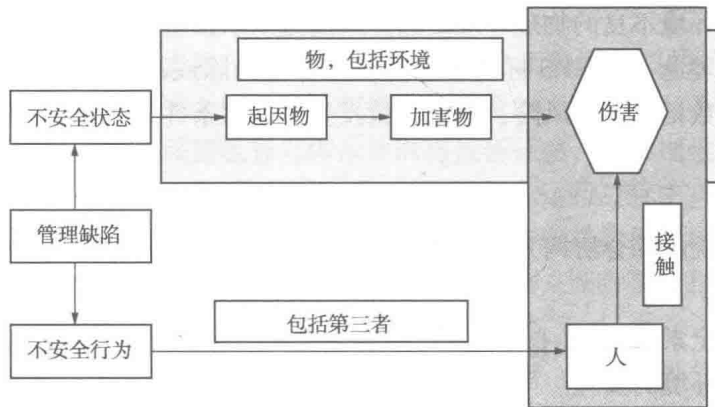 物，包括环境
不安全状态
起因物
加害物
伤害
管理缺陷
接
触
包括第三者
不安全行为
人